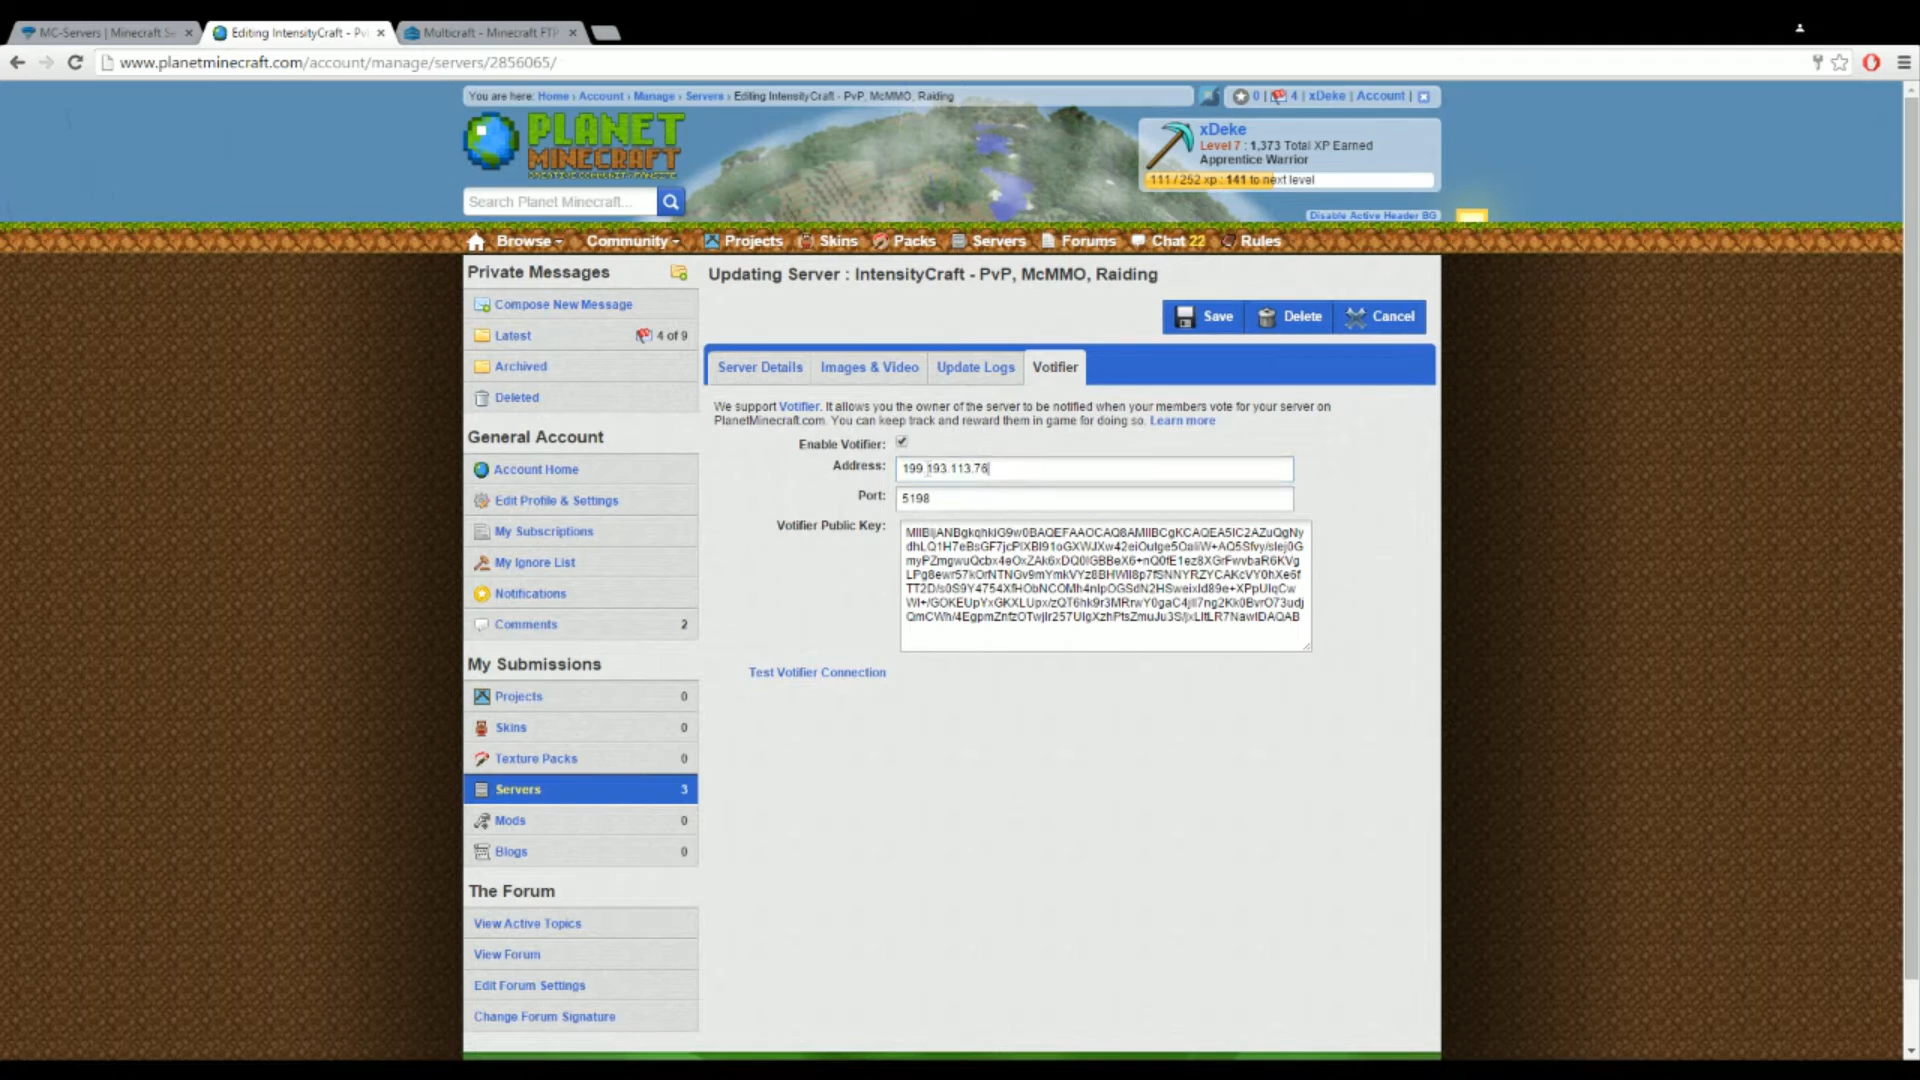 MC-Servers | Minecraft Se
Editing IntensityCraft - Pv
Multicraft - Minecraft FTP
www.planetminecraft.com/account/manage/servers/2856065/
You are here: Home › Account › Manage › Servers › Editing IntensityCraft - PvP, McMMO, Raiding
0 | 4 | xDeke | Account |
PLANET
MINECRAFT
CREATIVE COMMUNITY FANSITE
xDeke
Level 7 : 1,373 Total XP Earned
Apprentice Warrior
111 / 252 xp : 141 to next level
Search Planet Minecraft...
Disable Active Header BG
Browse Community Projects Skins Packs Servers Forums Chat 22 Rules
Private Messages
Compose New Message
Latest 4 of 9
Archived
Deleted
General Account
Account Home
Edit Profile & Settings
My Subscriptions
My Ignore List
Notifications
Comments 2
My Submissions
Projects 0
Skins 0
Texture Packs 0
Servers 3
Mods 0
Blogs 0
The Forum
View Active Topics
View Forum
Edit Forum Settings
Change Forum Signature
Updating Server : IntensityCraft - PvP, McMMO, Raiding
Save Delete Cancel
Server Details Images & Video Update Logs Votifier
We support Votifier. It allows you the owner of the server to be notified when your members vote for your server on
PlanetMinecraft.com. You can keep track and reward them in game for doing so. Learn more
Enable Votifier:
Address: 199.193.113.76
Port: 5198
Votifier Public Key:
Test Votifier Connection